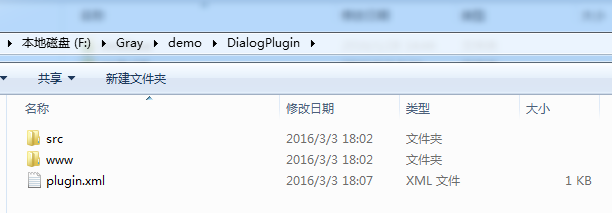 本地磁盘 (F:) Gray demo DialogPlugin
共享 新建文件夹
名称 修改日期 类型 大小
src 2016/3/3 18:02 文件夹
www 2016/3/3 18:02 文件夹
plugin.xml 2016/3/3 18:07 XML 文件 1 KB